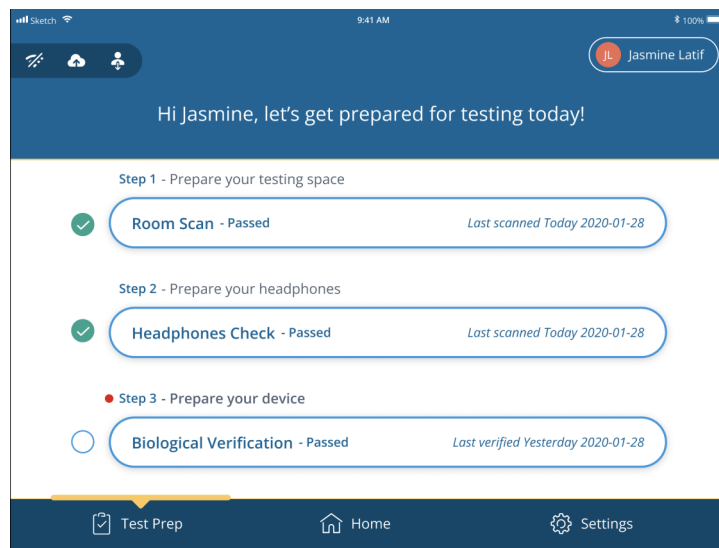 Sketch 9:41 AM 100%
JL Jasmine Latif
Hi Jasmine, let’s get prepared for testing today!
Step 1 - Prepare your testing space
Room Scan - Passed Last scanned Today 2020-01-28
Step 2 - Prepare your headphones
Headphones Check - Passed Last scanned Today 2020-01-28
Step 3 - Prepare your device
Biological Verification - Passed Last verified Yesterday 2020-01-28
Test Prep Home Settings